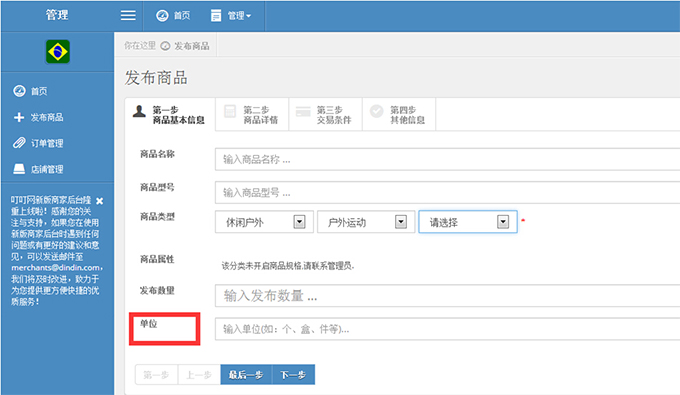 管理
首页
管理
你在这里 发布商品
首页
发布商品
订单管理
店铺管理
叮叮网新版商家后台隆
重上线啦！感谢您的关
注与支持，如果您在使用
新版商家后台时遇到任何
问题或有更好的建议和意
见，可以发送邮件至
merchants@dindin.com，
我们将及时改进，致力于
为您提供更方便快捷的优
质服务！
发布商品
第一步
商品基本信息
第二步
商品详情
第三步
交易条件
第四步
其他信息
商品名称
输入商品名称 ...
商品型号
输入商品型号 ...
商品类型
休闲户外
户外运动
请选择
*
商品属性
该分类未开启商品规格,请联系管理员.
发布数量
输入发布数量 ...
单位
输入单位(如：个、盒、件等)...
第一步
上一步
最后一步
下一步